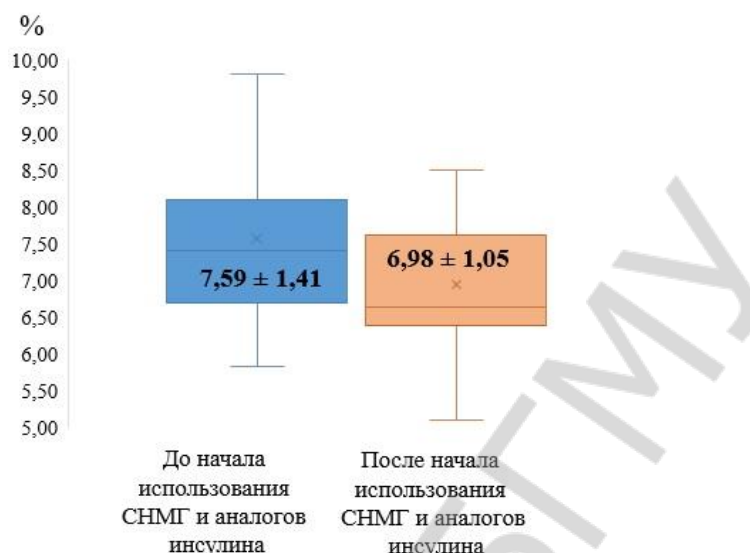 %
10,00
9,50
9,00
8,50
8,00
7,50
7,00
6,50
6,00
5,50
5,00
7,59 ± 1,41
6,98 ± 1,05
До начала
использования
СНМГ и аналогов
инсулина
После начала
использования
СНМГ и аналогов
инсулина
БГМУ